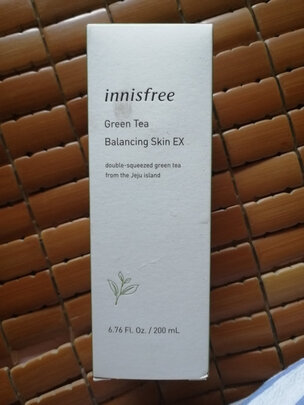 innisfree
Green Tea
Balancing Skin EX
double-squeezed green tea
from the Jeju island
6.76 Fl. Oz. / 200 mL